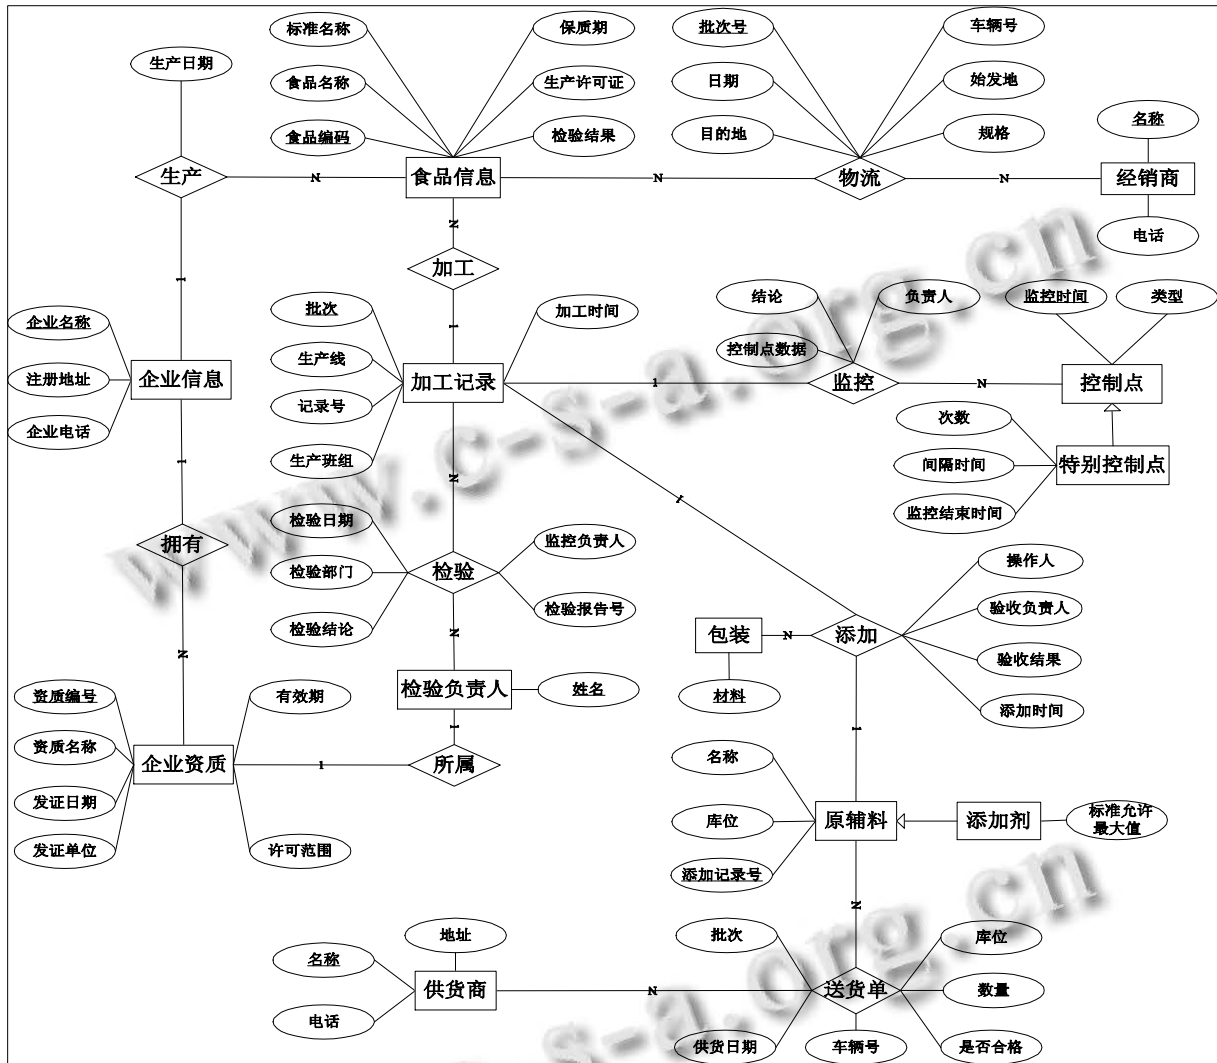 标准名称
保质期
批次号
车辆号
生产日期
食品名称
生产许可证
日期
始发地
食品编码
检验结果
目的地
规格
名称
生产
N
食品信息
N
物流
N
经销商
N
电话
加工
1
结论
负责人
监控时间
类型
批次
加工时间
企业名称
1
生产线
控制点数据
企业信息
注册地址
加工记录
1
监控
N
控制点
记录号
次数
企业电话
生产班组
1
N
间隔时间
特别控制点
1
监控结束时间
检验日期
监控负责人
拥有
检验部门
检验
操作人
检验报告号
验收负责人
检验结论
N
包装
N
添加
N
验收结果
资质编号
有效期
检验负责人
姓名
材料
添加时间
资质名称
1
1
企业资质
1
所属
名称
发证日期
库位
原辅料
添加剂
标准允许
最大值
发证单位
许可范围
添加记录号
N
地址
批次
库位
名称
供货商
N
送货单
数量
电话
供货日期
车辆号
是否合格
www.c-s-a.org.cn
s-a.org.cn